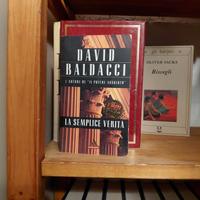 DAVID
BALDACCI
L'AUTORE DI "IL POTERE ASSOLUTO"
LA SEMPLICE VERITÀ
OLIVER SACKS
Risvegli